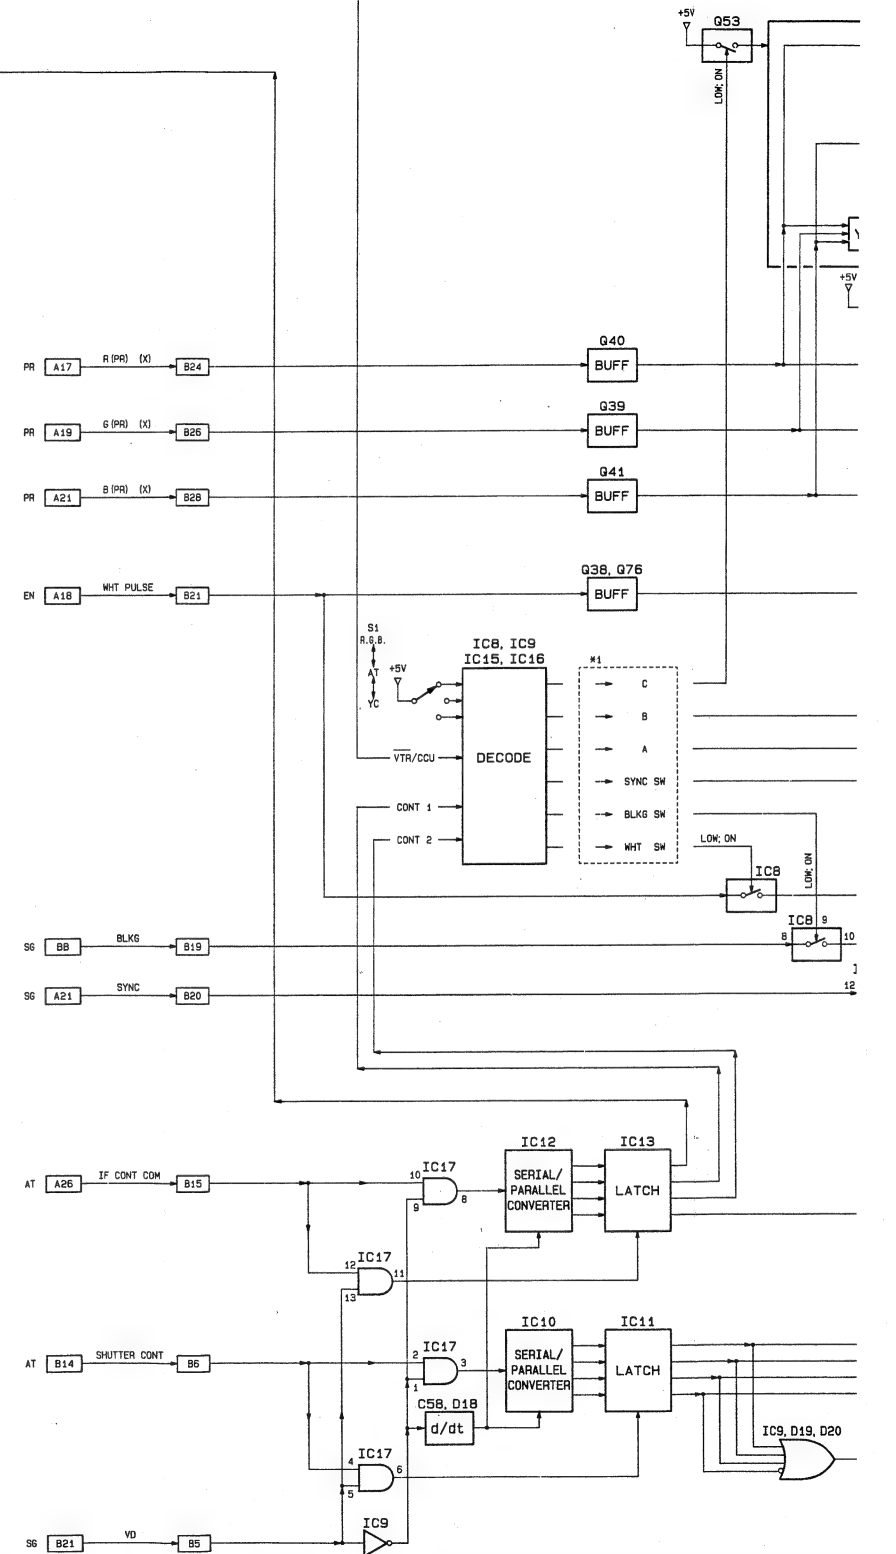 +5V
Q53
LOW; ON
Y
+5V
Q40
PR A17 R (PR) (X) B24 BUFF
Q39
PR A19 G (PR) (X) B26 BUFF
Q41
PR A21 B (PR) (X) B28 BUFF
Q38, Q76
EN A18 WHT PULSE B21 BUFF
S1
R.G.B.
AT
YC
+5V
IC8, IC9
IC15, IC16
*1
C
B
VTR/CCU DECODE A
SYNC SW
CONT 1 BLKG SW
CONT 2 WHT SW
LOW; ON
LOW; ON
IC8
IC8 9
SG B8 BLKG B19 8 10
SG A21 SYNC B20 12
IC12 IC13
AT A26 IF CONT COM B15 10 IC17 8
9
SERIAL/
PARALLEL
CONVERTER
LATCH
12 IC17 11
13
IC10 IC11
AT B14 SHUTTER CONT B6 2 IC17 3
1
SERIAL/
PARALLEL
CONVERTER
LATCH
C58, D18
d/dt
IC9, D19, D20
4 IC17 6
5
IC9
SG B21 VD B5